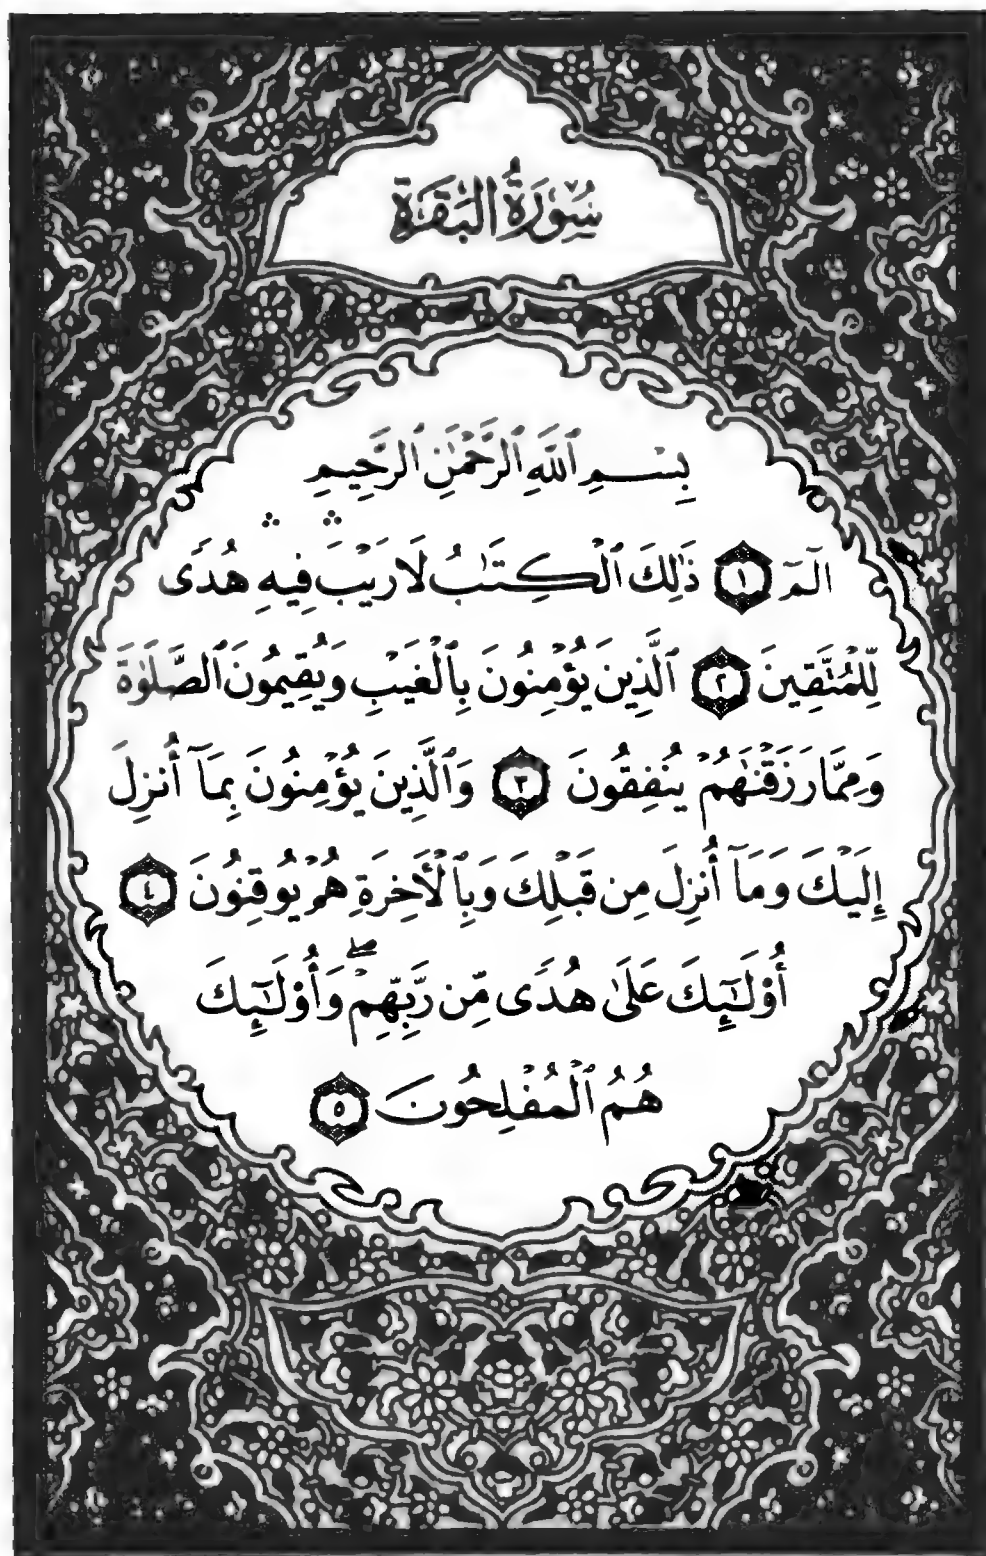 سُورَةُ البَقَرَةِ
بِسْمِ ٱللَّهِ ٱلرَّحْمَٰنِ ٱلرَّحِيمِ
الٓمٓ ١ ذَٰلِكَ ٱلْكِتَٰبُ لَا رَيْبَ ۛ فِيهِ ۛ هُدًى
لِّلْمُتَّقِينَ ٢ ٱلَّذِينَ يُؤْمِنُونَ بِٱلْغَيْبِ وَيُقِيمُونَ ٱلصَّلَوٰةَ
وَمِمَّا رَزَقْنَٰهُمْ يُنفِقُونَ ٣ وَٱلَّذِينَ يُؤْمِنُونَ بِمَآ أُنزِلَ
إِلَيْكَ وَمَآ أُنزِلَ مِن قَبْلِكَ وَبِٱلْأَخِرَةِ هُمْ يُوقِنُونَ ٤
أُوْلَٰٓئِكَ عَلَىٰ هُدًى مِّن رَّبِّهِمْ ۖ وَأُوْلَٰٓئِكَ
هُمُ ٱلْمُفْلِحُونَ ٥